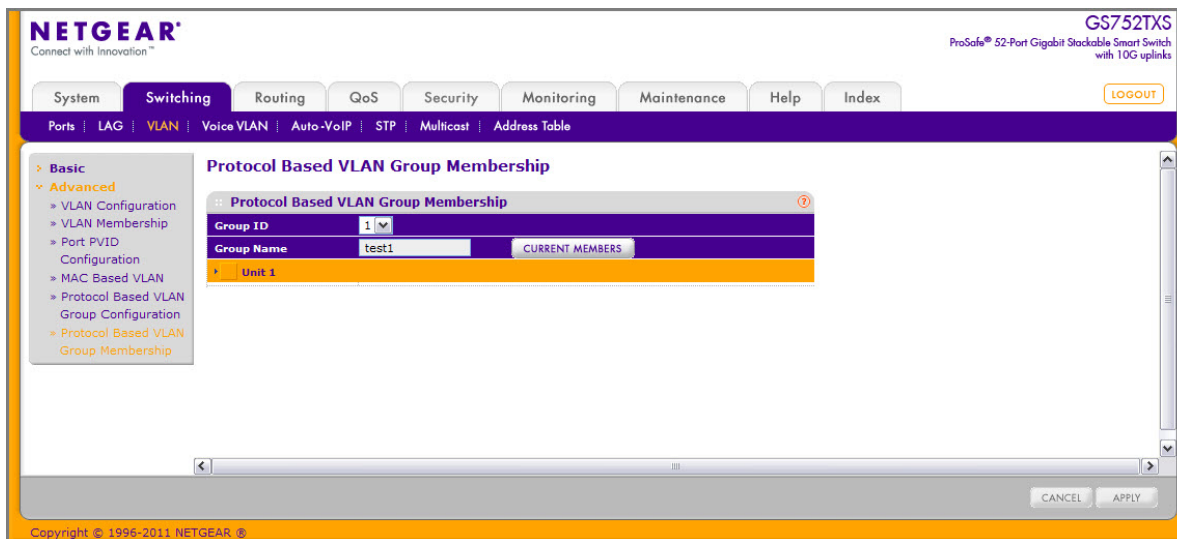 NETGEAR®
Connect with Innovation™
GS752TXS
ProSafe® 52-Port Gigabit Stackable Smart Switch
with 10G uplinks
System Switching Routing QoS Security Monitoring Maintenance Help Index LOGOUT
Ports LAG VLAN Voice VLAN Auto-VoIP STP Multicast Address Table
Basic
Advanced
» VLAN Configuration
» VLAN Membership
» Port PVID
Configuration
» MAC Based VLAN
» Protocol Based VLAN
Group Configuration
» Protocol Based VLAN
Group Membership
Protocol Based VLAN Group Membership
Protocol Based VLAN Group Membership ?
Group ID 1
Group Name test1 CURRENT MEMBERS
Unit 1
CANCEL APPLY
Copyright © 1996-2011 NETGEAR ®